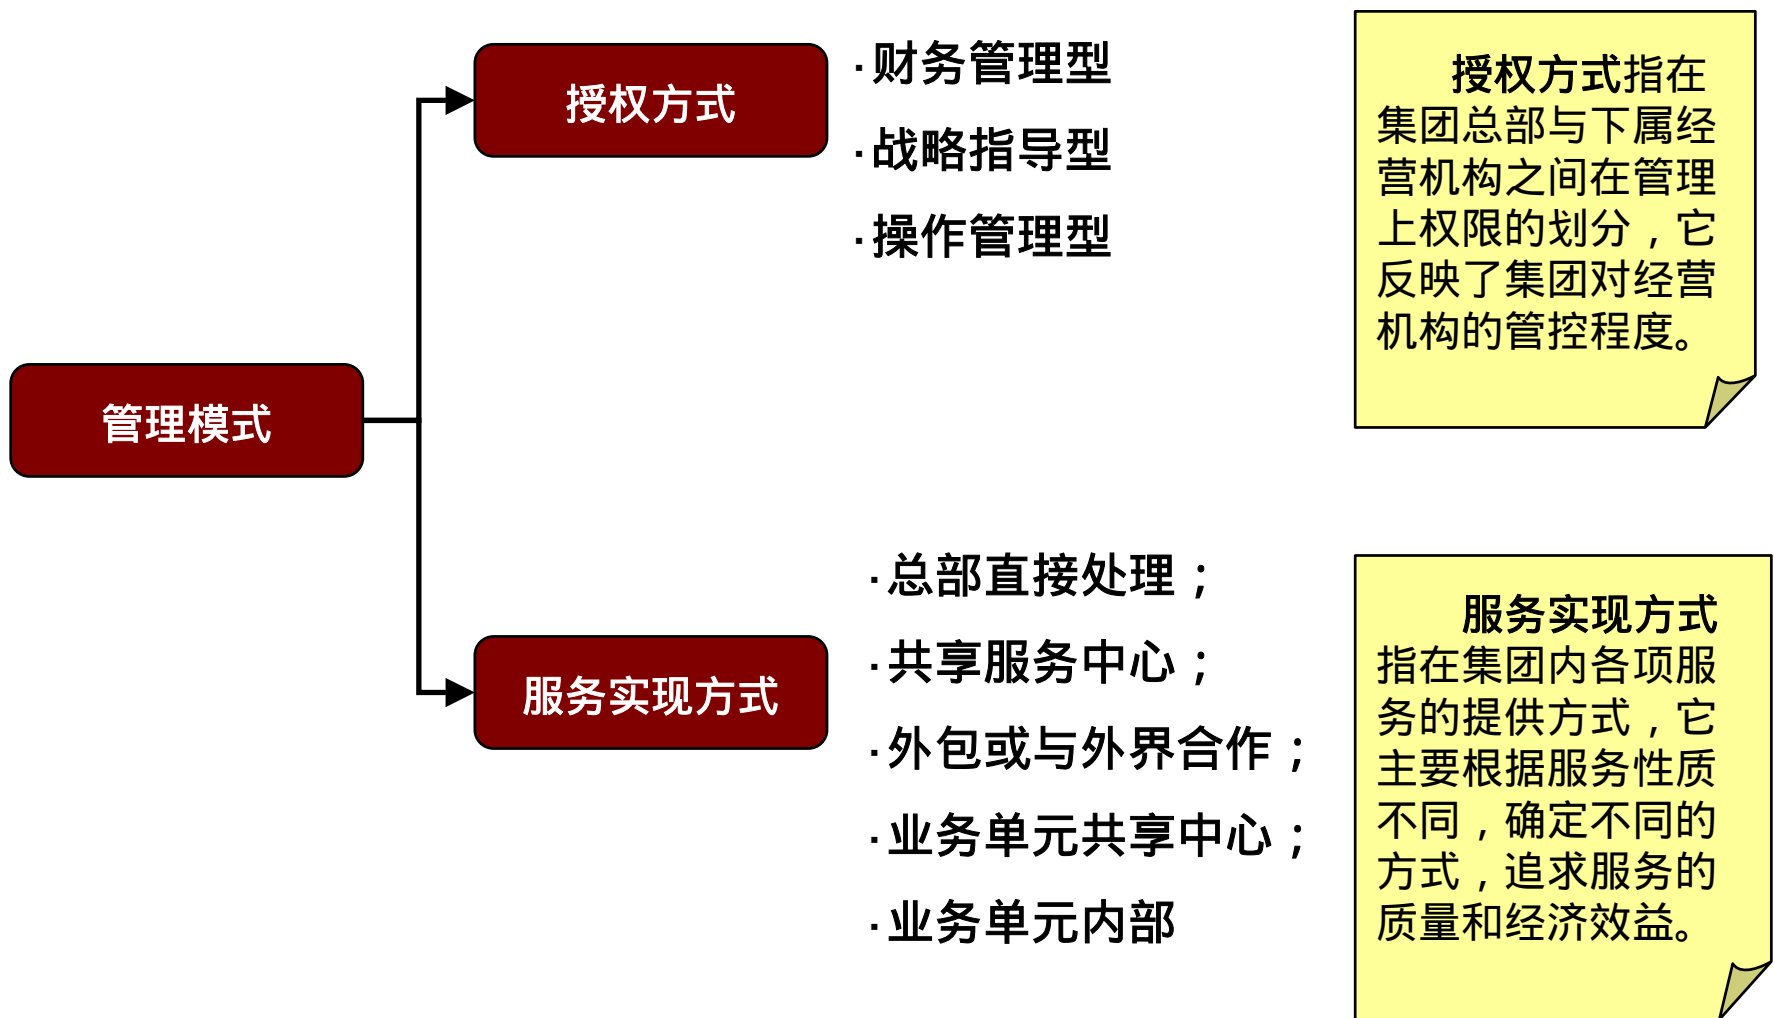 管理模式
授权方式
·财务管理型
·战略指导型
·操作管理型
授权方式指在
集团总部与下属经
营机构之间在管理
上权限的划分，它
反映了集团对经营
机构的管控程度。
服务实现方式
·总部直接处理；
·共享服务中心；
·外包或与外界合作；
·业务单元共享中心；
·业务单元内部
服务实现方式
指在集团内各项服
务的提供方式，它
主要根据服务性质
不同，确定不同的
方式，追求服务的
质量和经济效益。